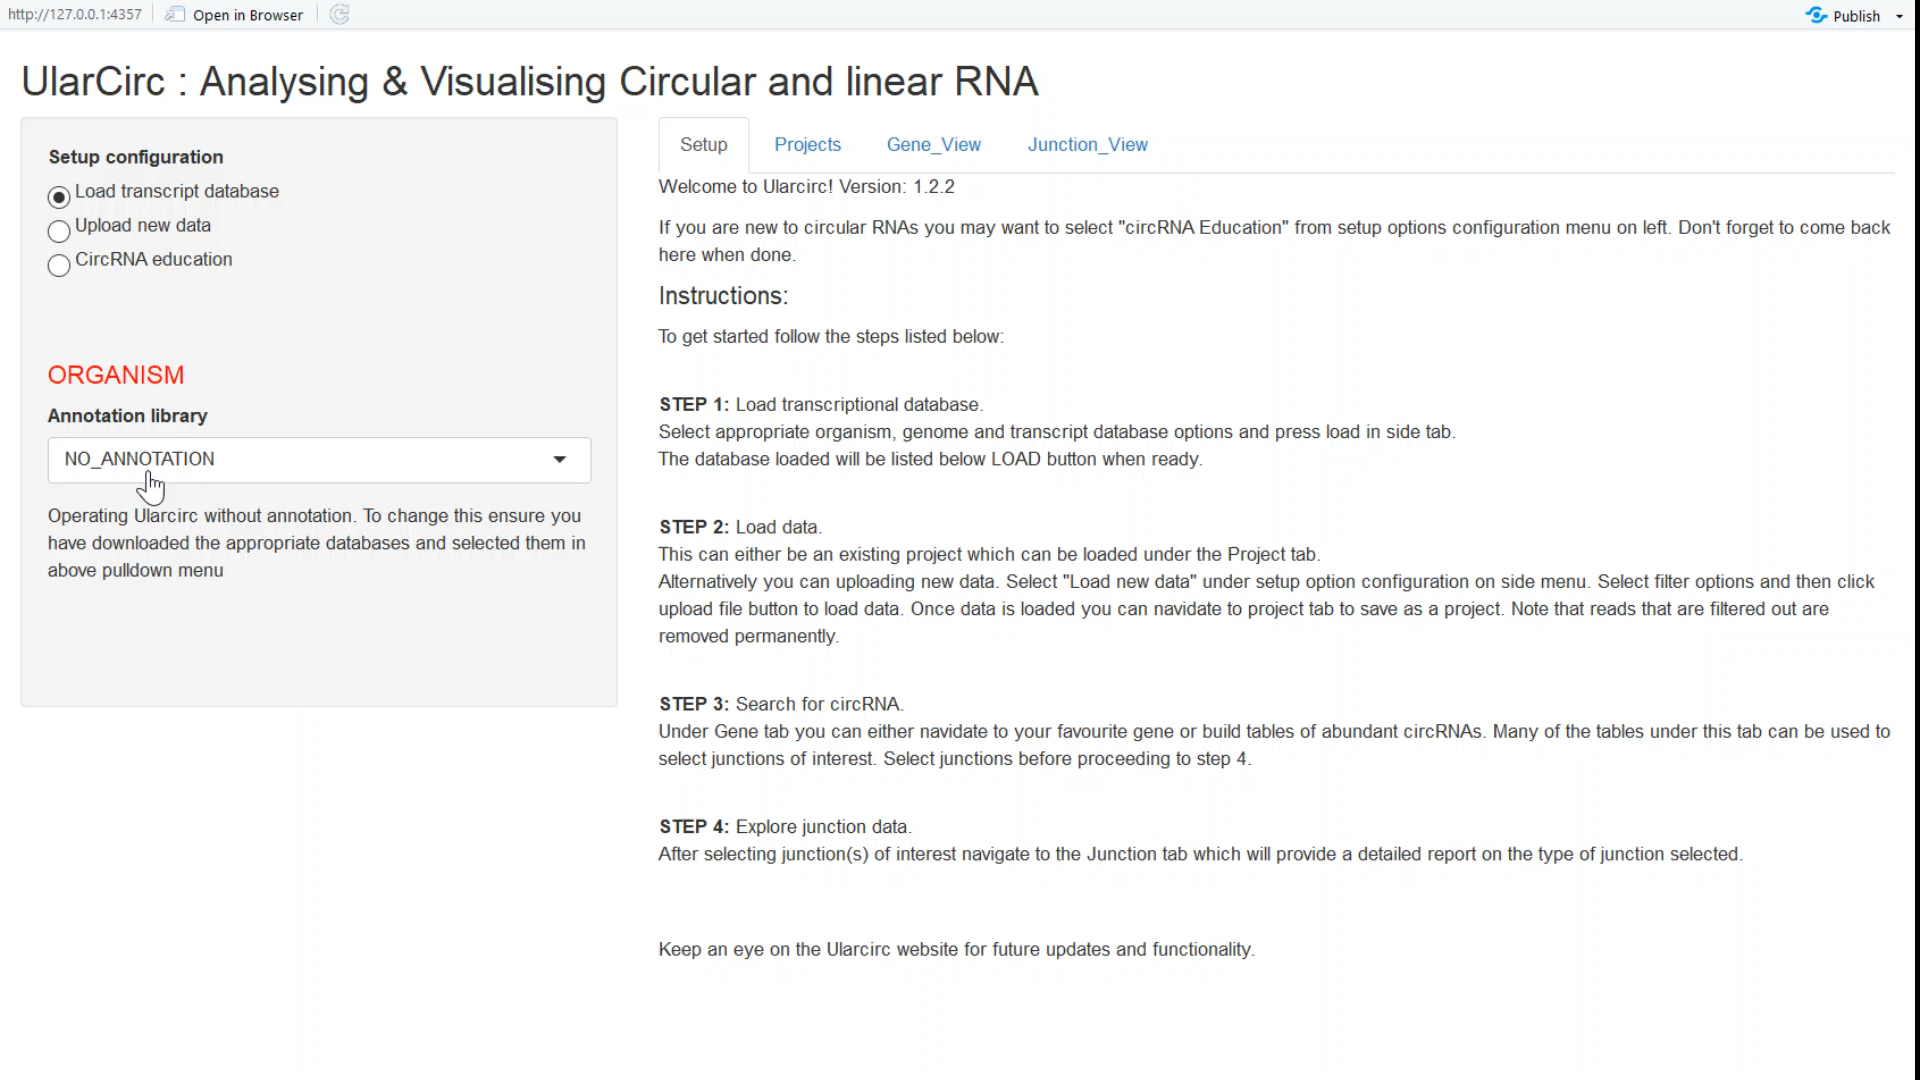 http://127.0.0.1:4357 Open in Browser Publish
UlarCirc : Analysing & Visualising Circular and linear RNA
Setup configuration
Load transcript database
Upload new data
CircRNA education
ORGANISM
Annotation library
NO_ANNOTATION
Operating Ularcirc without annotation. To change this ensure you
have downloaded the appropriate databases and selected them in
above pulldown menu
Setup Projects Gene_View Junction_View
Welcome to Ularcirc! Version: 1.2.2
If you are new to circular RNAs you may want to select "circRNA Education" from setup options configuration menu on left. Don't forget to come back
here when done.
Instructions:
To get started follow the steps listed below:
STEP 1: Load transcriptional database.
Select appropriate organism, genome and transcript database options and press load in side tab.
The database loaded will be listed below LOAD button when ready.
STEP 2: Load data.
This can either be an existing project which can be loaded under the Project tab.
Alternatively you can uploading new data. Select "Load new data" under setup option configuration on side menu. Select filter options and then click
upload file button to load data. Once data is loaded you can navidate to project tab to save as a project. Note that reads that are filtered out are
removed permanently.
STEP 3: Search for circRNA.
Under Gene tab you can either navidate to your favourite gene or build tables of abundant circRNAs. Many of the tables under this tab can be used to
select junctions of interest. Select junctions before proceeding to step 4.
STEP 4: Explore junction data.
After selecting junction(s) of interest navigate to the Junction tab which will provide a detailed report on the type of junction selected.
Keep an eye on the Ularcirc website for future updates and functionality.